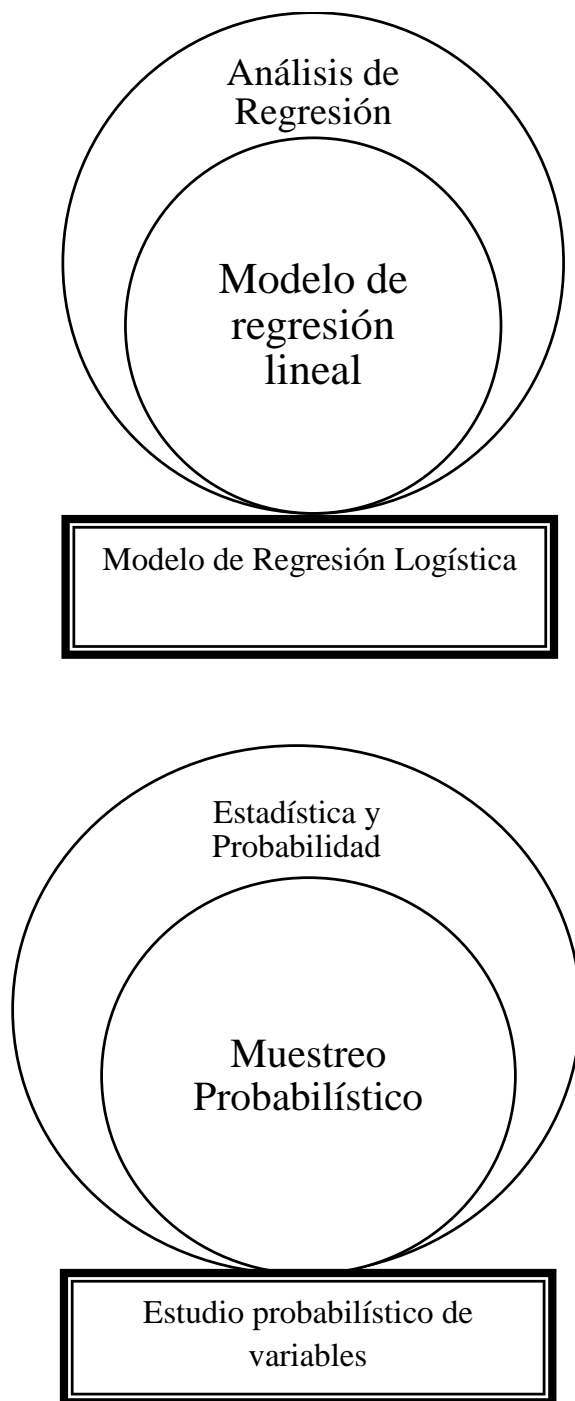 Análisis de
Regresión
Modelo de
regresión
lineal
Modelo de Regresión Logística
Estadística y
Probabilidad
Muestreo
Probabilístico
Estudio probabilístico de
variables